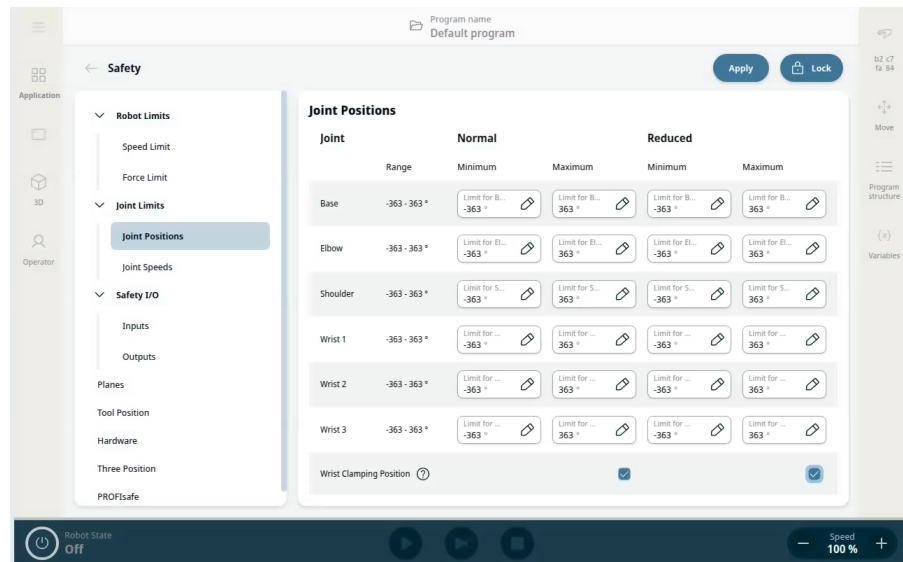 Program name
Default program
b2 c7
fa 84
Safety
Apply
Lock
Application
3D
Operator
Move
Program
structure
Variables
Robot Limits
Speed Limit
Force Limit
Joint Limits
Joint Positions
Joint Speeds
Safety I/O
Inputs
Outputs
Planes
Tool Position
Hardware
Three Position
PROFIsafe
Joint Positions
Joint Normal Reduced
Range Minimum Maximum Minimum Maximum
Limit for B... Limit for B... Limit for B... Limit for B...
Base -363 - 363 ° -363 ° 363 ° -363 ° 363 °
Limit for El... Limit for El... Limit for El... Limit for El...
Elbow -363 - 363 ° -363 ° 363 ° -363 ° 363 °
Limit for S... Limit for S... Limit for S... Limit for S...
Shoulder -363 - 363 ° -363 ° 363 ° -363 ° 363 °
Limit for ... Limit for ... Limit for ... Limit for ...
Wrist 1 -363 - 363 ° -363 ° 363 ° -363 ° 363 °
Limit for ... Limit for ... Limit for ... Limit for ...
Wrist 2 -363 - 363 ° -363 ° 363 ° -363 ° 363 °
Limit for ... Limit for ... Limit for ... Limit for ...
Wrist 3 -363 - 363 ° -363 ° 363 ° -363 ° 363 °
Wrist Clamping Position ?
Robot State
Off
Speed
− 100 % +